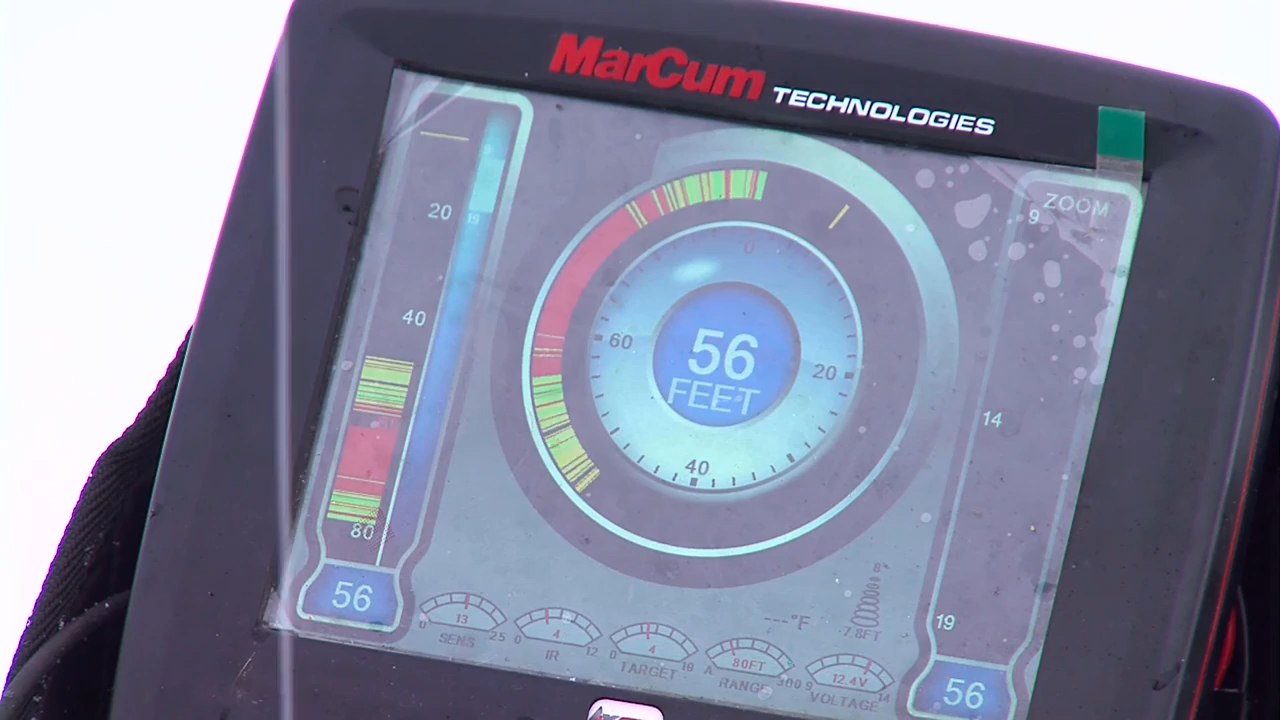 MarCum TECHNOLOGIES
20
19
40
80
56
0
20
40
60
56
FEET
ZOOM
9
14
19
56
0 13 25
SENS
0 4 12
IR
0 4 10
TARGET
A 80FT 300
RANGE
9 12.4V 14
VOLTAGE
---°F
8°
7.8FT